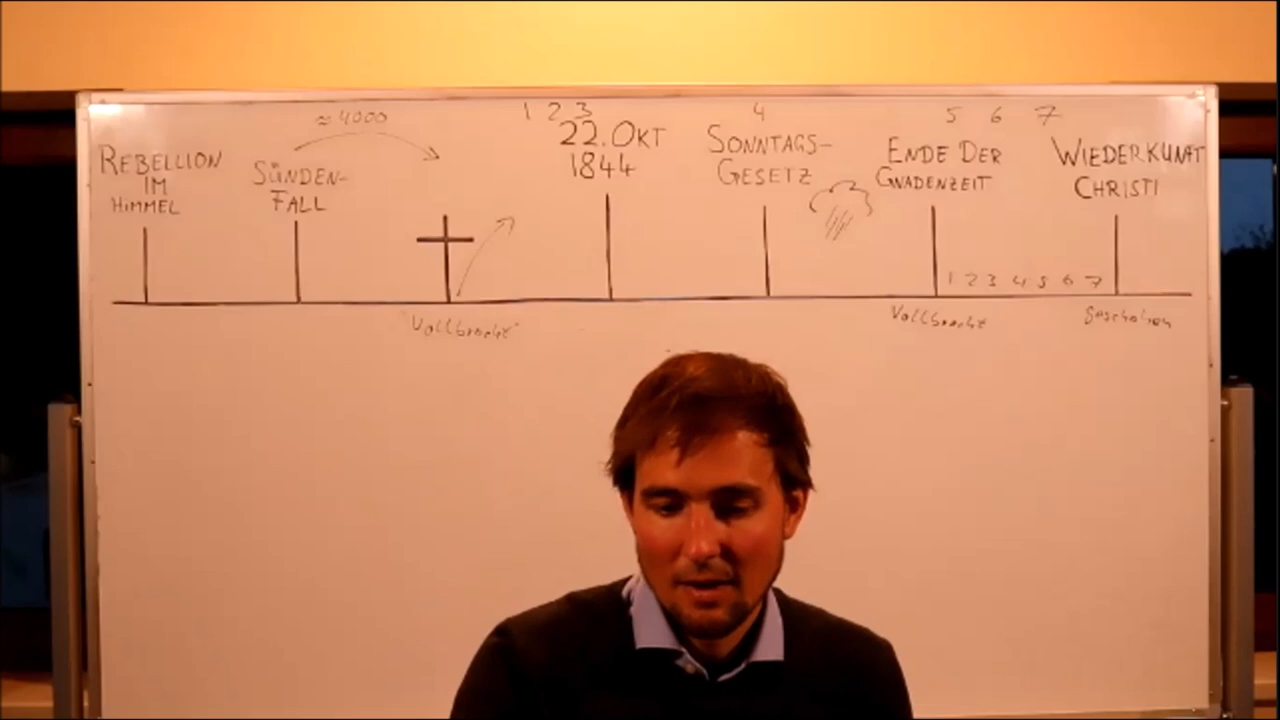 ≈ 4000
1 2 3
4
5 6 7
REBELLION
IM
HIMMEL
SÜNDEN-
FALL
22. OKT
1844
SONNTAGS-
GESETZ
ENDE DER
GNADENZEIT
WIEDERKUNFT
CHRISTI
1 2 3 4 5 6 7
"Vollbracht"
Vollbracht
Geschehen